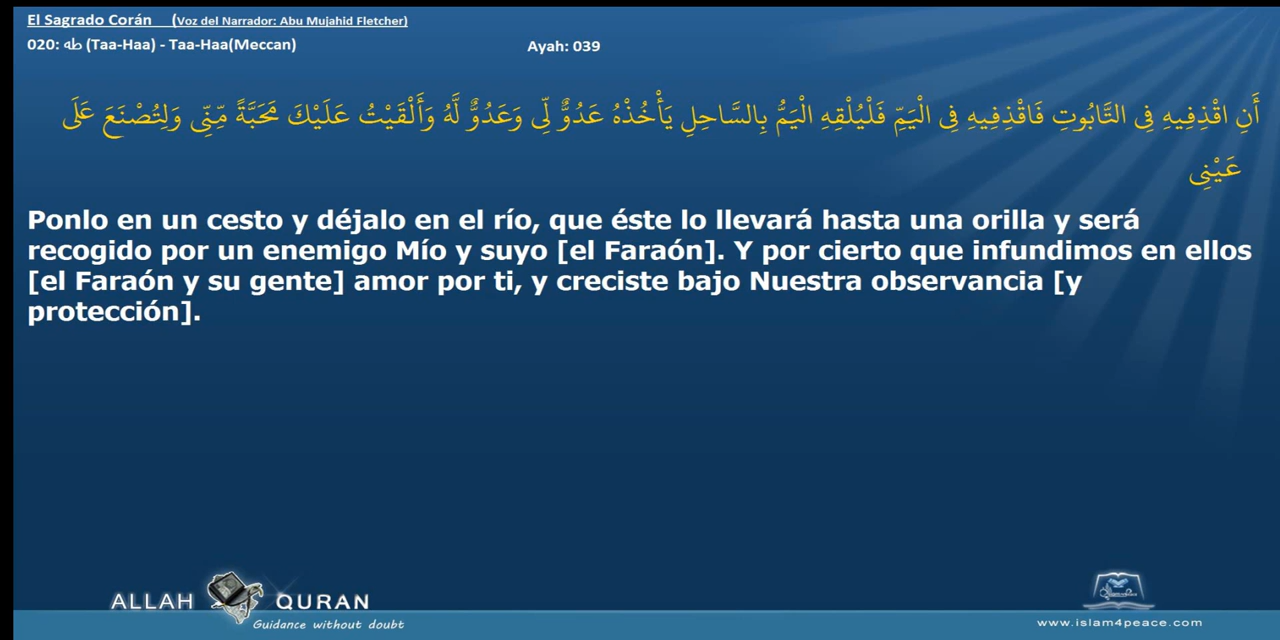 El Sagrado Corán (Voz del Narrador: Abu Mujahid Fletcher)
020: طه (Taa-Haa) - Taa-Haa(Meccan) Ayah: 039
أَنِ اقْذِفِيهِ فِى التَّابُوتِ فَاقْذِفِيهِ فِى الْيَمِّ فَلْيُلْقِهِ الْيَمُّ بِالسَّاحِلِ يَأْخُذْهُ عَدُوٌّ لِّى وَعَدُوٌّ لَّهُ وَأَلْقَيْتُ عَلَيْكَ مَحَبَّةً مِّنِّى وَلِتُصْنَعَ عَلَى
عَيْنِى
Ponlo en un cesto y déjalo en el río, que éste lo llevará hasta una orilla y será
recogido por un enemigo Mío y suyo [el Faraón]. Y por cierto que infundimos en ellos
[el Faraón y su gente] amor por ti, y creciste bajo Nuestra observancia [y
protección].
ALLAH QURAN
Guidance without doubt
www.islam4peace.com